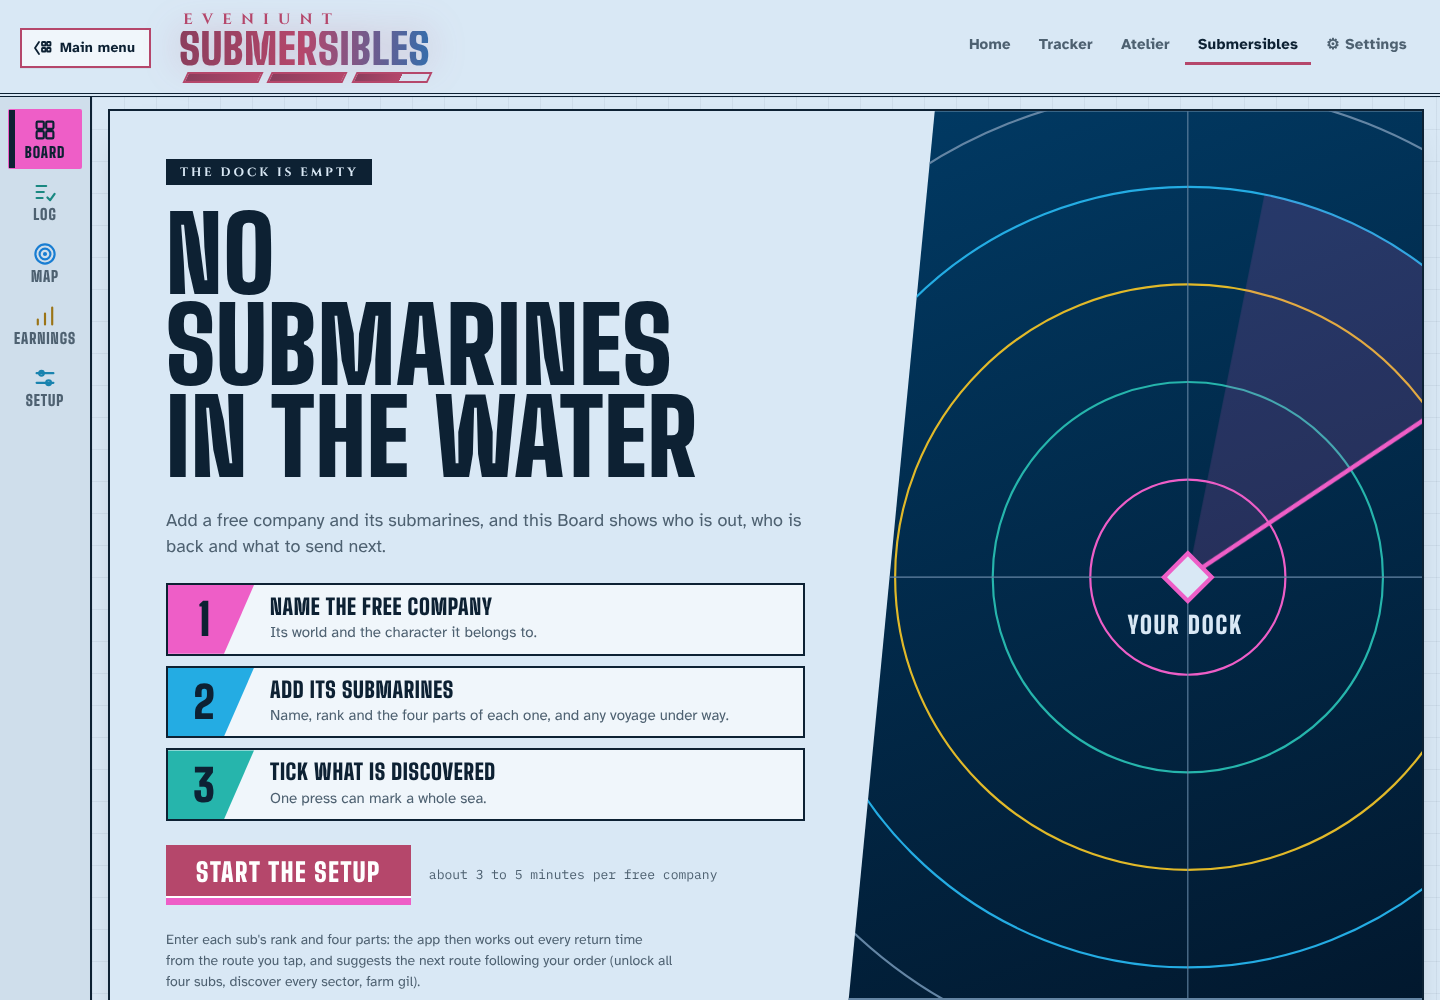 Main menu
EVENIUNT
SUBMERSIBLES
Home
Tracker
Atelier
Submersibles
⚙ Settings
BOARD
LOG
MAP
EARNINGS
SETUP
THE DOCK IS EMPTY
NO
SUBMARINES
IN THE WATER
Add a free company and its submarines, and this Board shows who is out, who is
back and what to send next.
1
NAME THE FREE COMPANY
Its world and the character it belongs to.
2
ADD ITS SUBMARINES
Name, rank and the four parts of each one, and any voyage under way.
3
TICK WHAT IS DISCOVERED
One press can mark a whole sea.
START THE SETUP
about 3 to 5 minutes per free company
Enter each sub's rank and four parts: the app then works out every return time
from the route you tap, and suggests the next route following your order (unlock all
four subs, discover every sector, farm gil).
YOUR DOCK